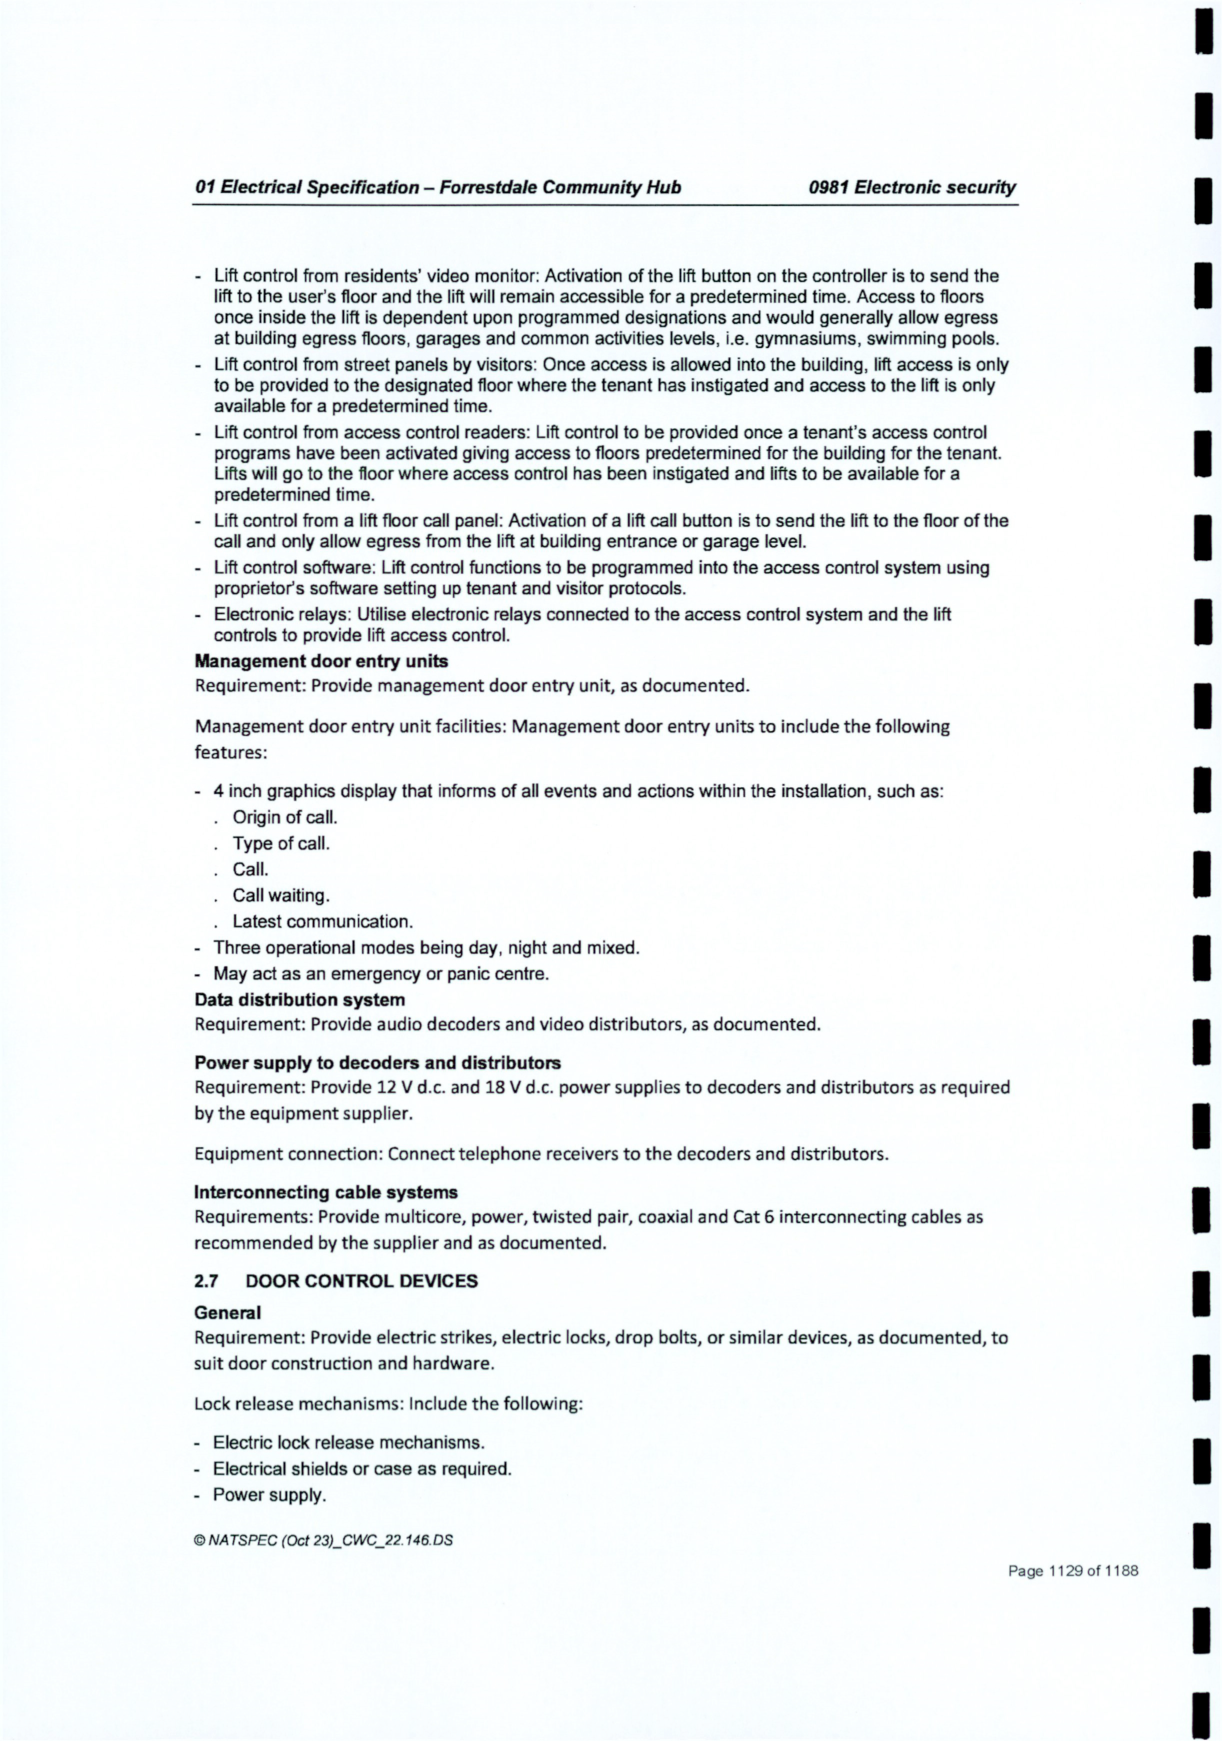 01 Electrical Specification – Forrestdale Community Hub 0981 Electronic security
- Lift control from residents' video monitor: Activation of the lift button on the controller is to send the
lift to the user's floor and the lift will remain accessible for a predetermined time. Access to floors
once inside the lift is dependent upon programmed designations and would generally allow egress
at building egress floors, garages and common activities levels, i.e. gymnasiums, swimming pools.
- Lift control from street panels by visitors: Once access is allowed into the building, lift access is only
to be provided to the designated floor where the tenant has instigated and access to the lift is only
available for a predetermined time.
- Lift control from access control readers: Lift control to be provided once a tenant's access control
programs have been activated giving access to floors predetermined for the building for the tenant.
Lifts will go to the floor where access control has been instigated and lifts to be available for a
predetermined time.
- Lift control from a lift floor call panel: Activation of a lift call button is to send the lift to the floor of the
call and only allow egress from the lift at building entrance or garage level.
- Lift control software: Lift control functions to be programmed into the access control system using
proprietor's software setting up tenant and visitor protocols.
- Electronic relays: Utilise electronic relays connected to the access control system and the lift
controls to provide lift access control.
Management door entry units
Requirement: Provide management door entry unit, as documented.
Management door entry unit facilities: Management door entry units to include the following
features:
- 4 inch graphics display that informs of all events and actions within the installation, such as:
. Origin of call.
. Type of call.
. Call.
. Call waiting.
. Latest communication.
- Three operational modes being day, night and mixed.
- May act as an emergency or panic centre.
Data distribution system
Requirement: Provide audio decoders and video distributors, as documented.
Power supply to decoders and distributors
Requirement: Provide 12 V d.c. and 18 V d.c. power supplies to decoders and distributors as required
by the equipment supplier.
Equipment connection: Connect telephone receivers to the decoders and distributors.
Interconnecting cable systems
Requirements: Provide multicore, power, twisted pair, coaxial and Cat 6 interconnecting cables as
recommended by the supplier and as documented.
2.7 DOOR CONTROL DEVICES
General
Requirement: Provide electric strikes, electric locks, drop bolts, or similar devices, as documented, to
suit door construction and hardware.
Lock release mechanisms: Include the following:
- Electric lock release mechanisms.
- Electrical shields or case as required.
- Power supply.
© NATSPEC (Oct 23)_CWC_22.146.DS
Page 1129 of 1188